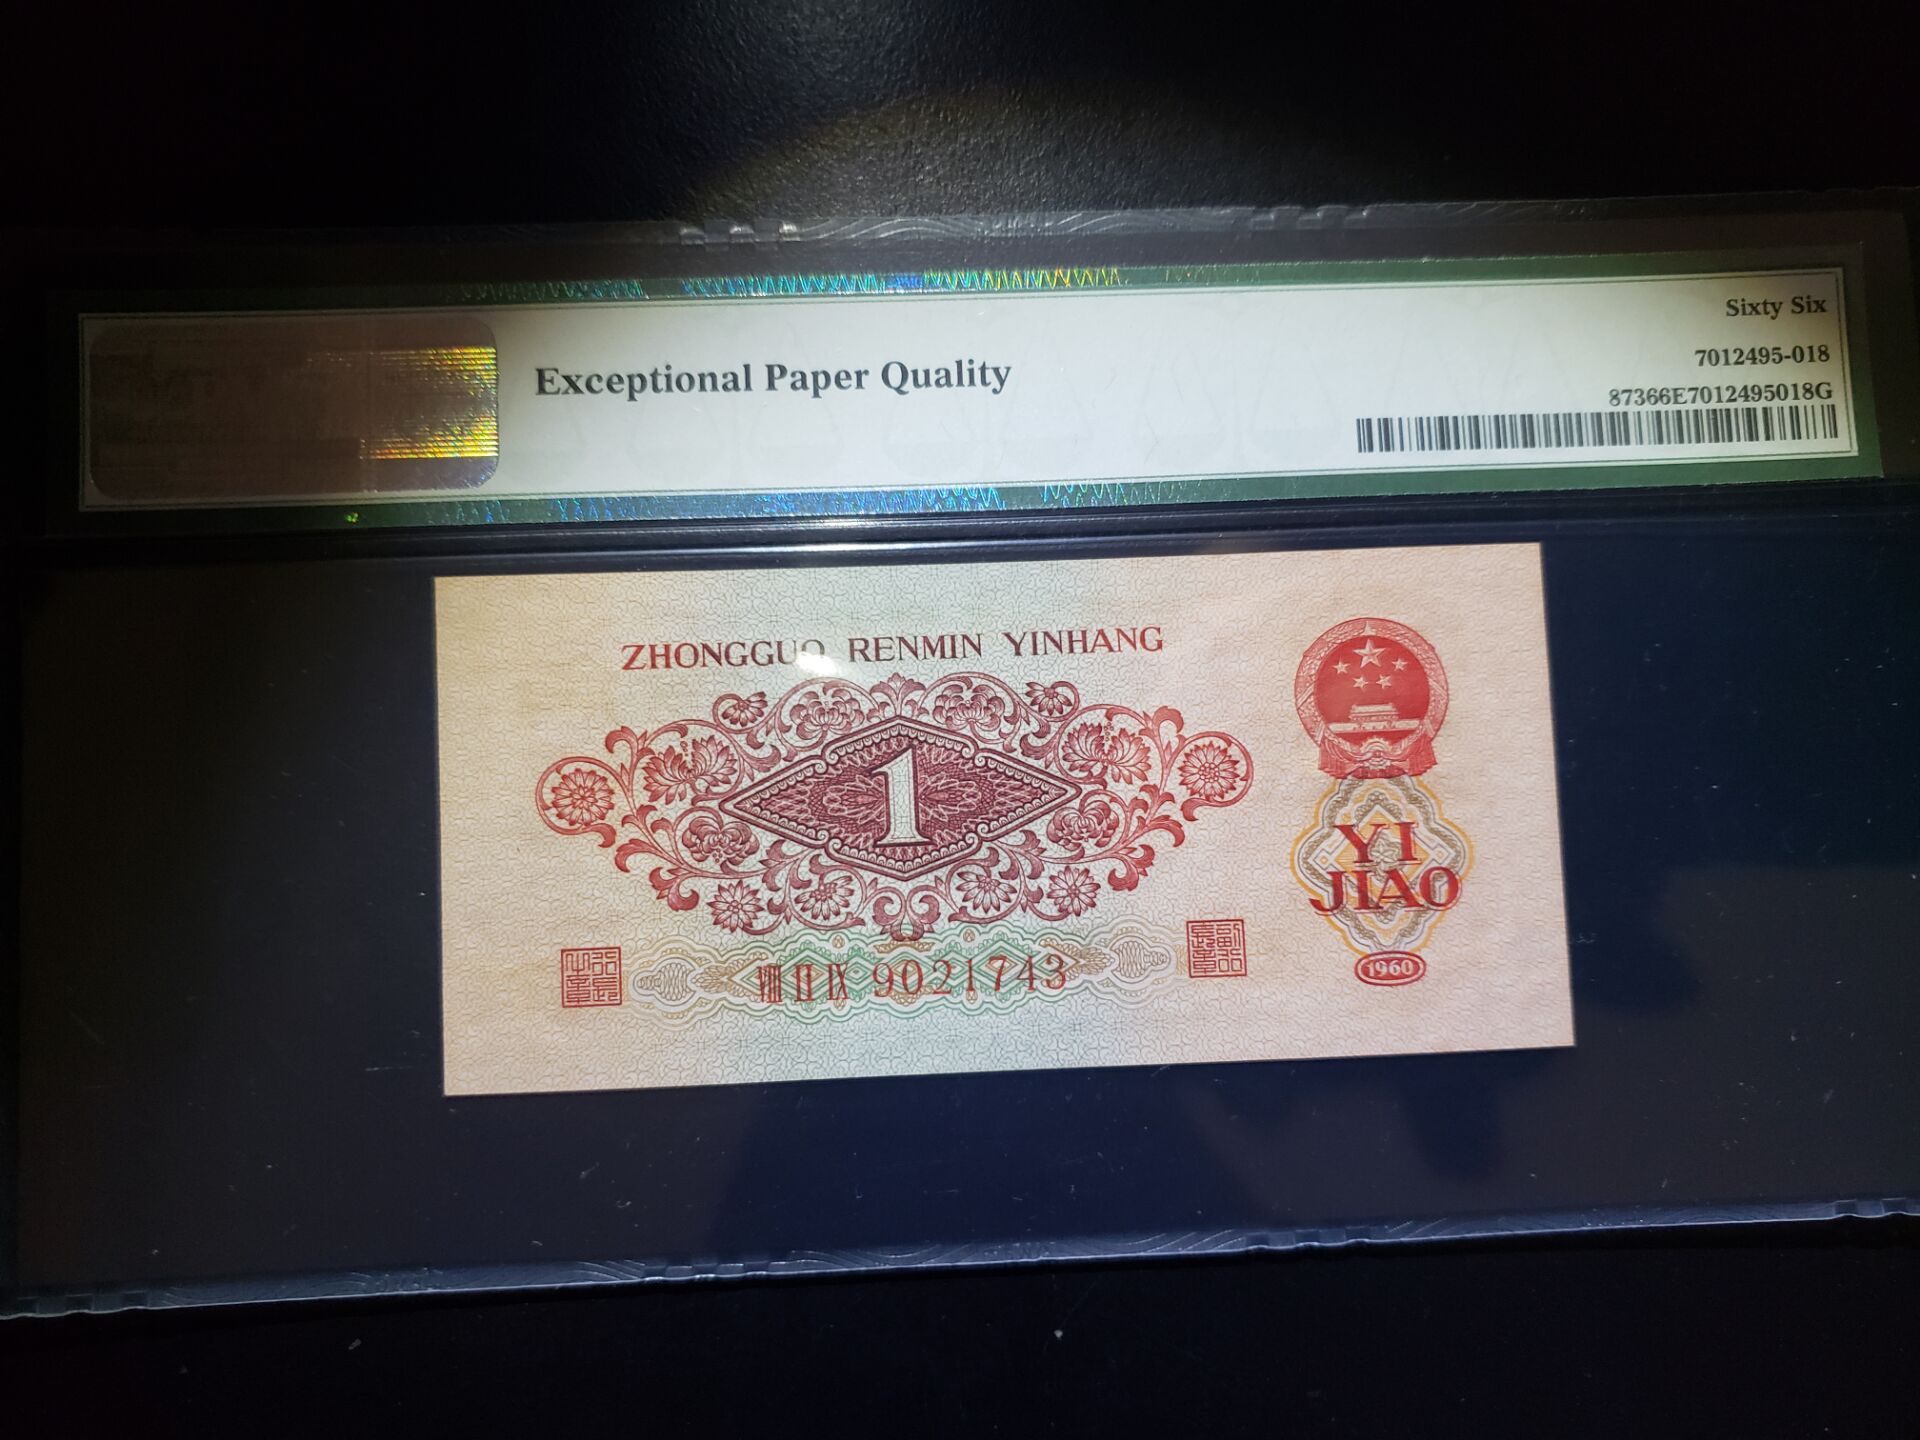 Sixty Six
Exceptional Paper Quality
7012495-018
87366E7012495018G
ZHONGGUO RENMIN YINHANG
1
YI
JIAO
VIII II IX 9021743
1960